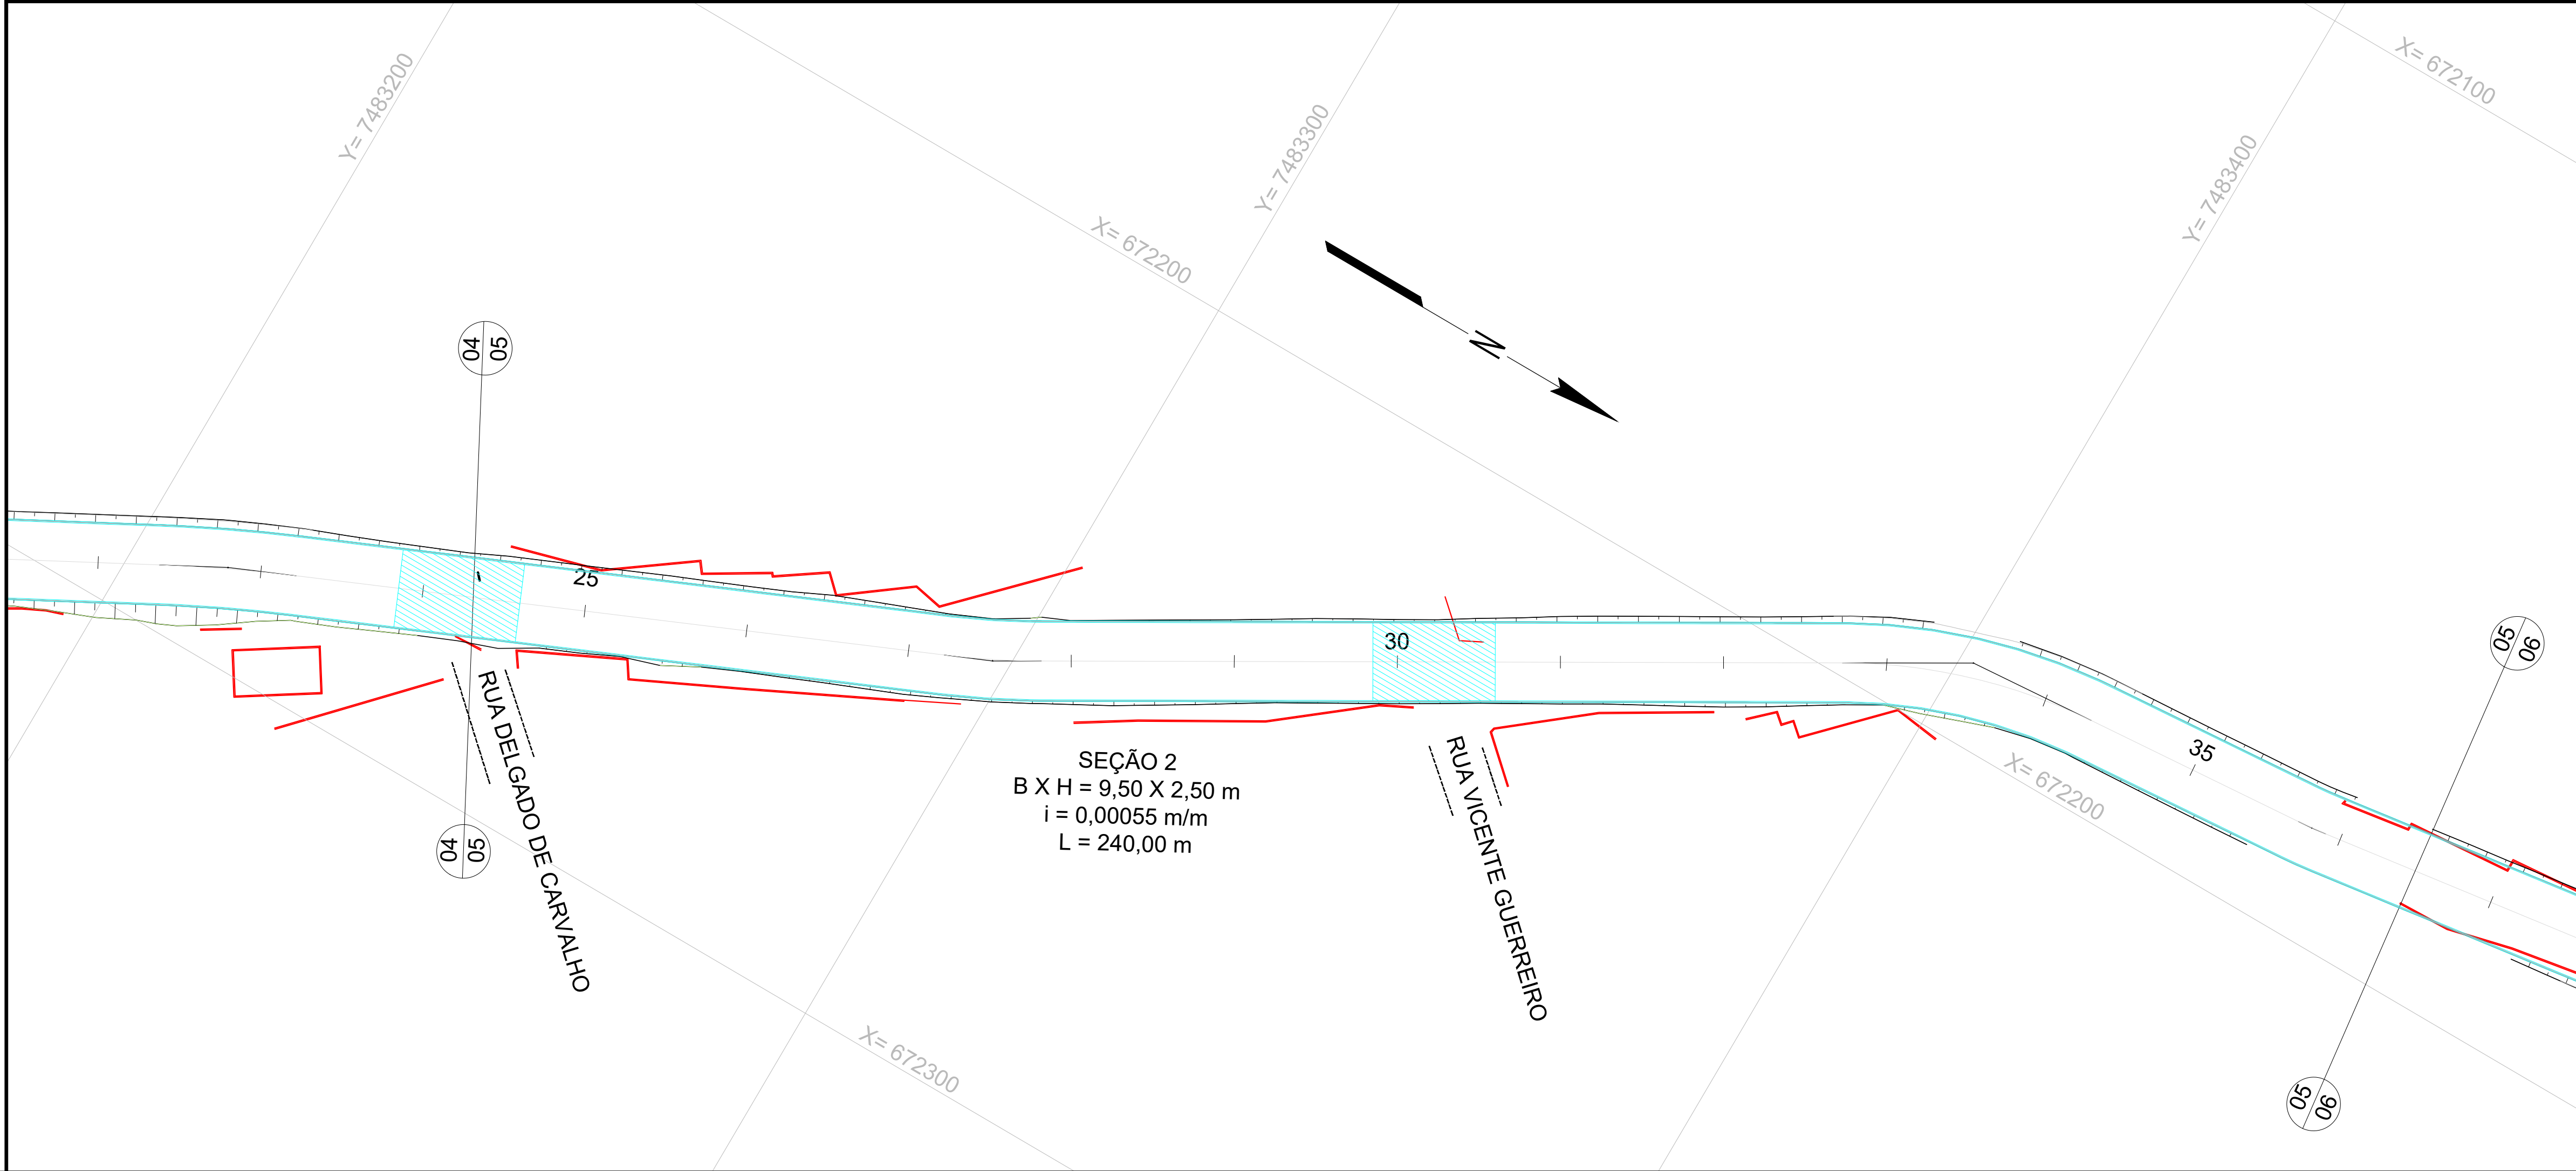 Y= 7483200
Y= 7483300
Y= 7483400
X= 672100
X= 672200
N
04
05
25
30
35
05
06
RUA DELGADO DE CARVALHO
SEÇÃO 2
B X H = 9,50 X 2,50 m
i = 0,00055 m/m
L = 240,00 m
RUA VICENTE GUERREIRO
X= 672200
04
05
X= 672300
05
06